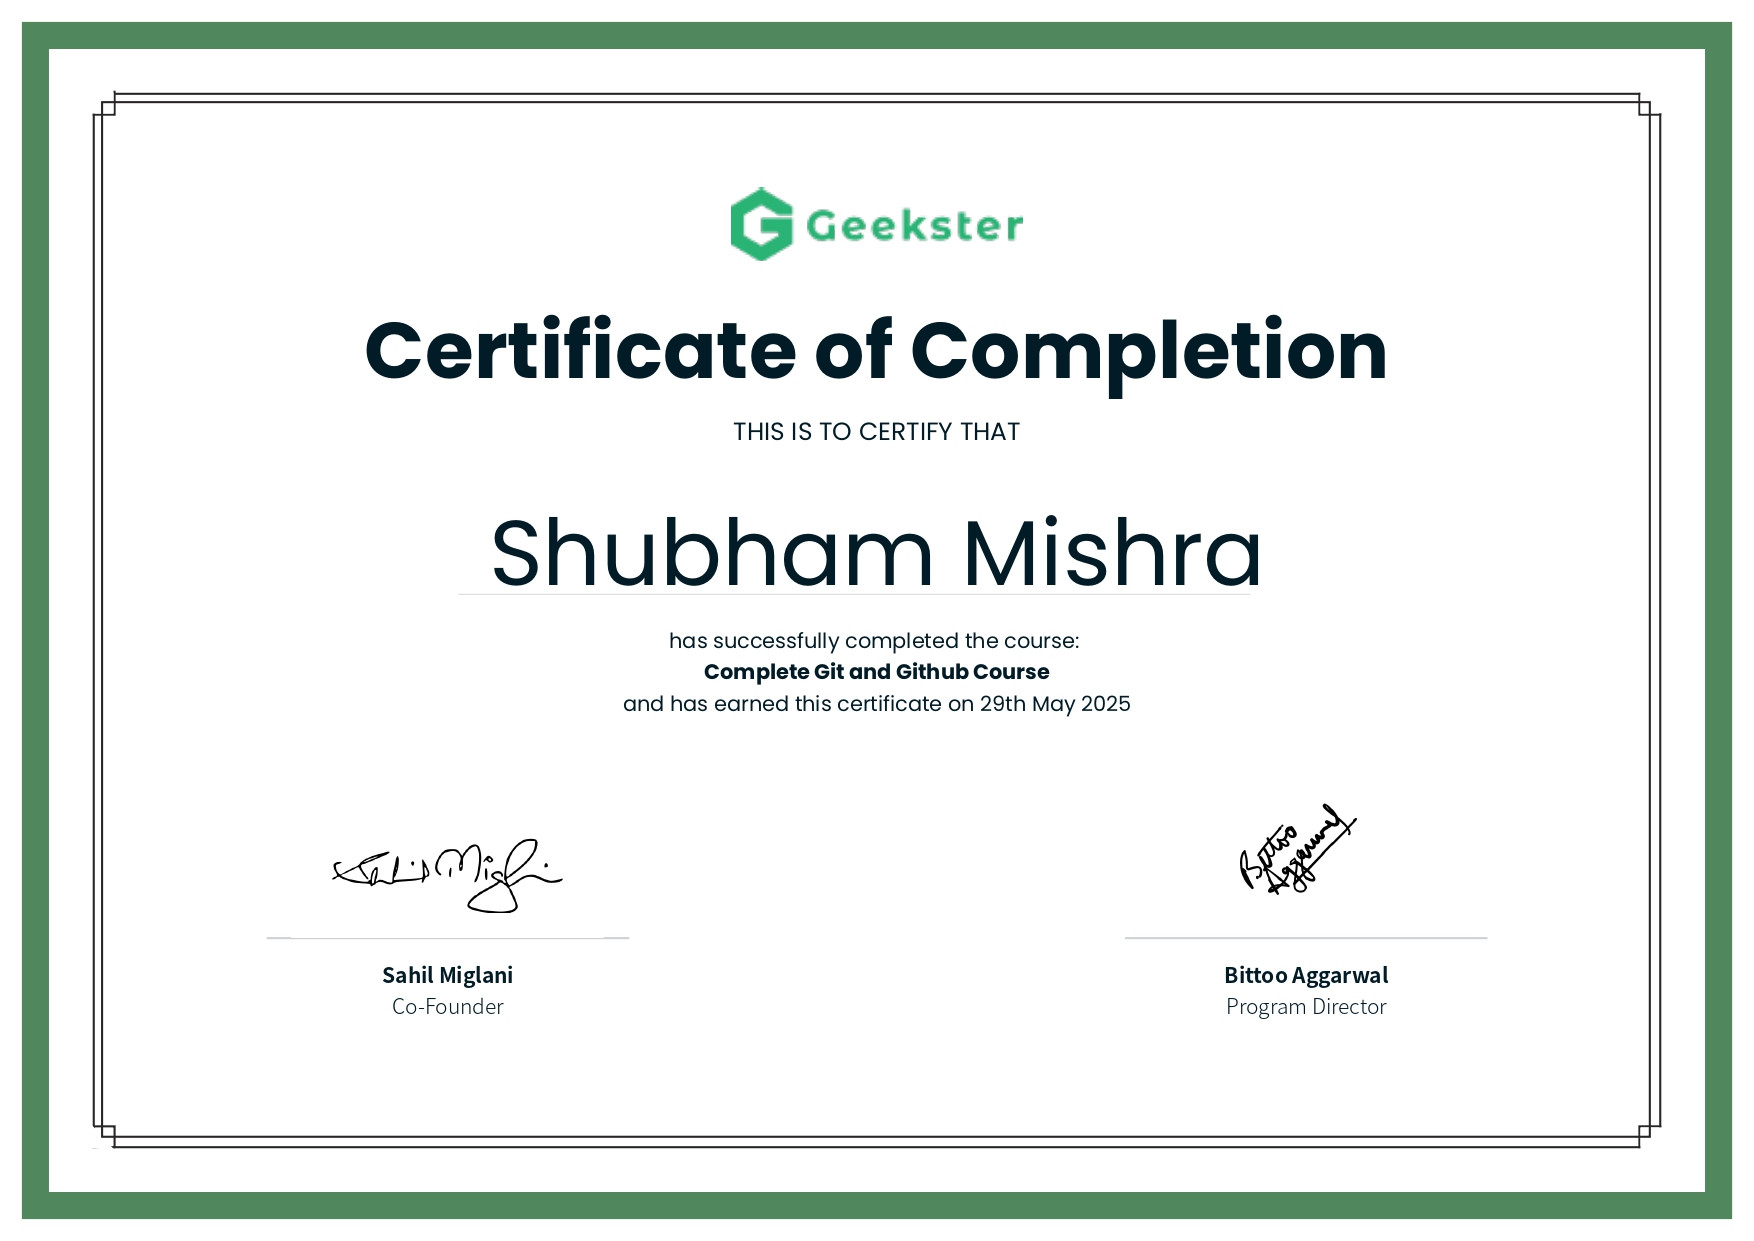 Geekster
Certificate of Completion
THIS IS TO CERTIFY THAT
Shubham Mishra
has successfully completed the course:
Complete Git and Github Course
and has earned this certificate on 29th May 2025
Sahil Miglani
Bittoo
Aggarwal
Sahil Miglani
Co-Founder
Bittoo Aggarwal
Program Director